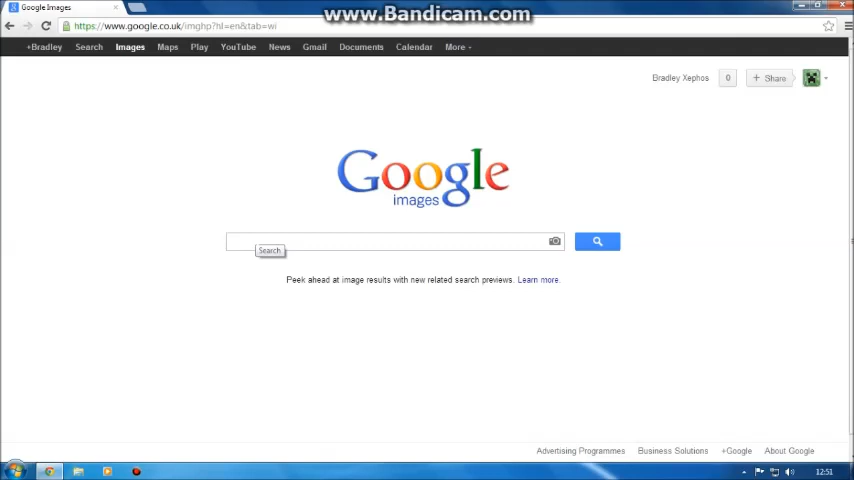 www.Bandicam.com
Google Images
https://www.google.co.uk/imghp?hl=en&tab=wi
+Bradley Search Images Maps Play YouTube News Gmail Documents Calendar More
Bradley Xephos 0 + Share
Google
images
Search
Peek ahead at image results with new related search previews. Learn more.
Advertising Programmes Business Solutions +Google About Google
12:51